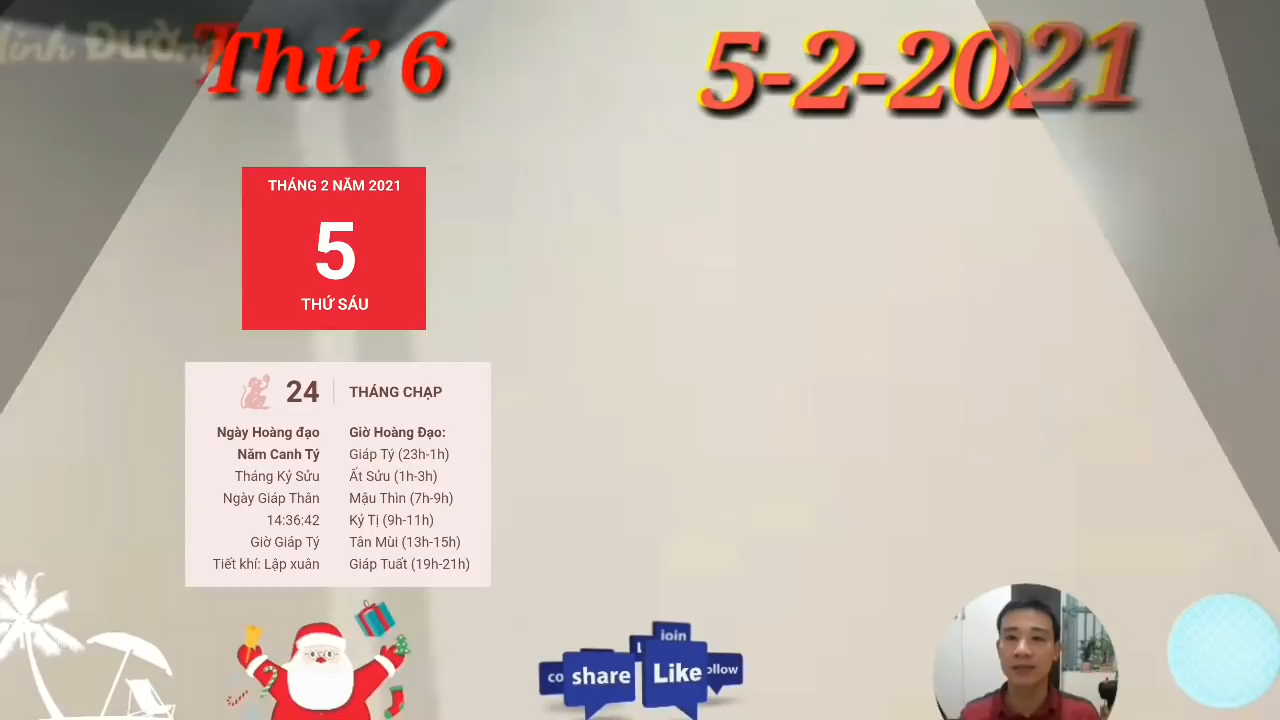 Thứ 6
5-2-2021
THÁNG 2 NĂM 2021
5
THỨ SÁU
24
THÁNG CHẠP
Ngày Hoàng đạo
Năm Canh Tý
Tháng Kỷ Sửu
Ngày Giáp Thân
14:36:42
Giờ Giáp Tý
Tiết khí: Lập xuân
Giờ Hoàng Đạo:
Giáp Tý (23h-1h)
Ất Sửu (1h-3h)
Mậu Thìn (7h-9h)
Kỷ Tị (9h-11h)
Tân Mùi (13h-15h)
Giáp Tuất (19h-21h)
join
share
Like